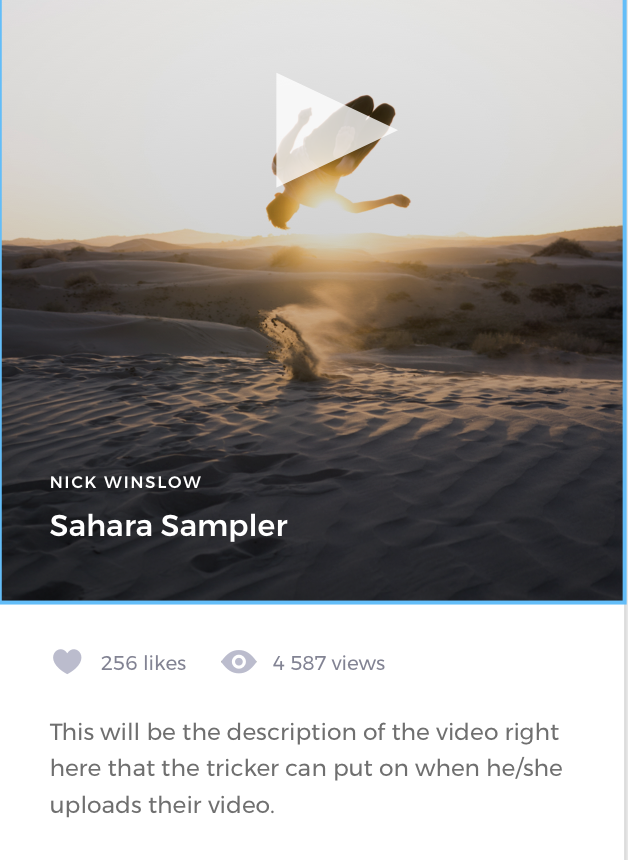 NICK WINSLOW
Sahara Sampler
256 likes 4 587 views
This will be the description of the video right
here that the tricker can put on when he/she
uploads their video.